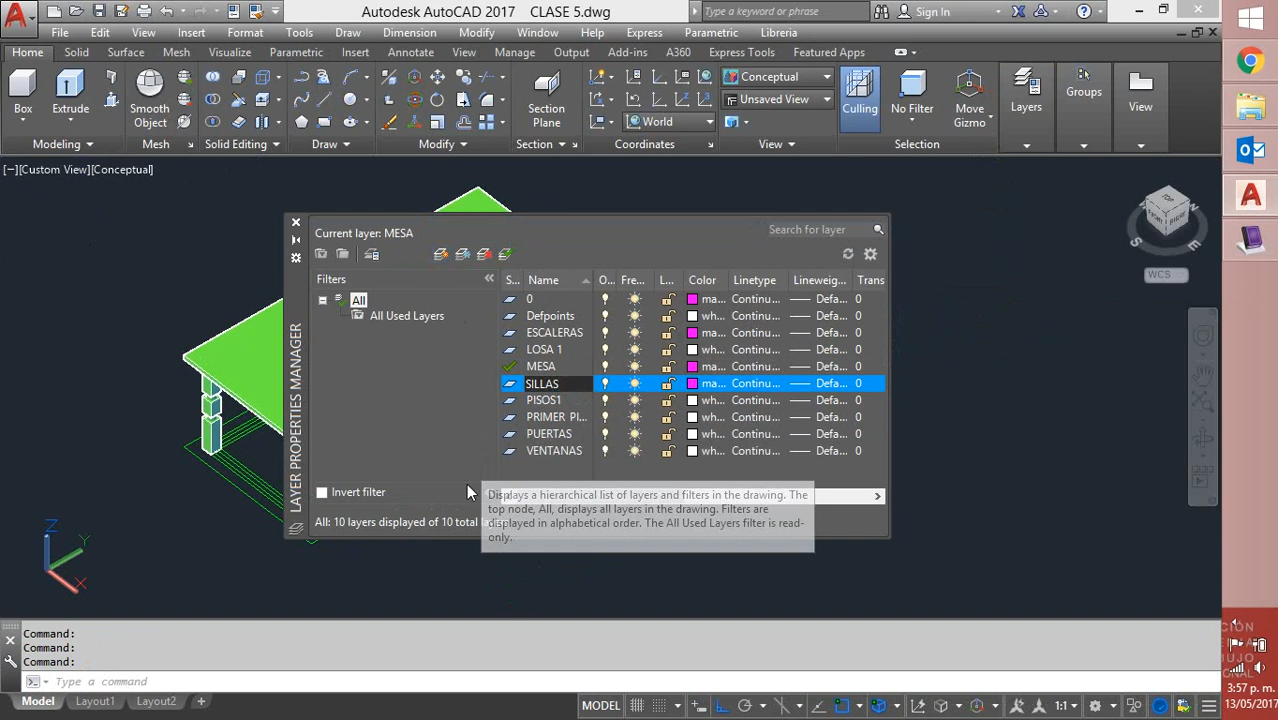 Autodesk AutoCAD 2017 CLASE 5.dwg
Type a keyword or phrase
Sign In
File Edit View Insert Format Tools Draw Dimension Modify Window Help Express Parametric Libreria
Home Solid Surface Mesh Visualize Parametric Insert Annotate View Manage Output Add-ins A360 Express Tools Featured Apps
Box Extrude Smooth Object Section Plane Conceptual Unsaved View World Culling No Filter Move Gizmo Layers Groups View
Modeling Mesh Solid Editing Draw Modify Section Coordinates View Selection
[−][Custom View][Conceptual]
TOP
FRONT
RIGHT
S
E
WCS
Current layer: MESA
Search for layer
Filters
All
All Used Layers
S... Name O.. Fre... L... Color Linetype Lineweig... Trans
0 ma... Continu... Defa... 0
Defpoints wh... Continu... Defa... 0
ESCALERAS ma... Continu... Defa... 0
LOSA 1 wh... Continu... Defa... 0
MESA ma... Continu... Defa... 0
SILLAS ma... Continu... Defa... 0
PISOS1 wh... Continu... Defa... 0
PRIMER PI... wh... Continu... Defa... 0
PUERTAS wh... Continu... Defa... 0
VENTANAS wh... Continu... Defa... 0
LAYER PROPERTIES MANAGER
Invert filter
All: 10 layers displayed of 10 total
Displays a hierarchical list of layers and filters in the drawing. The
top node, All, displays all layers in the drawing. Filters are
displayed in alphabetical order. The All Used Layers filter is read-
only.
Z
Y
X
Command:
Command:
Command:
Type a command
Model Layout1 Layout2 +
MODEL 1:1
3:57 p. m.
13/05/2017